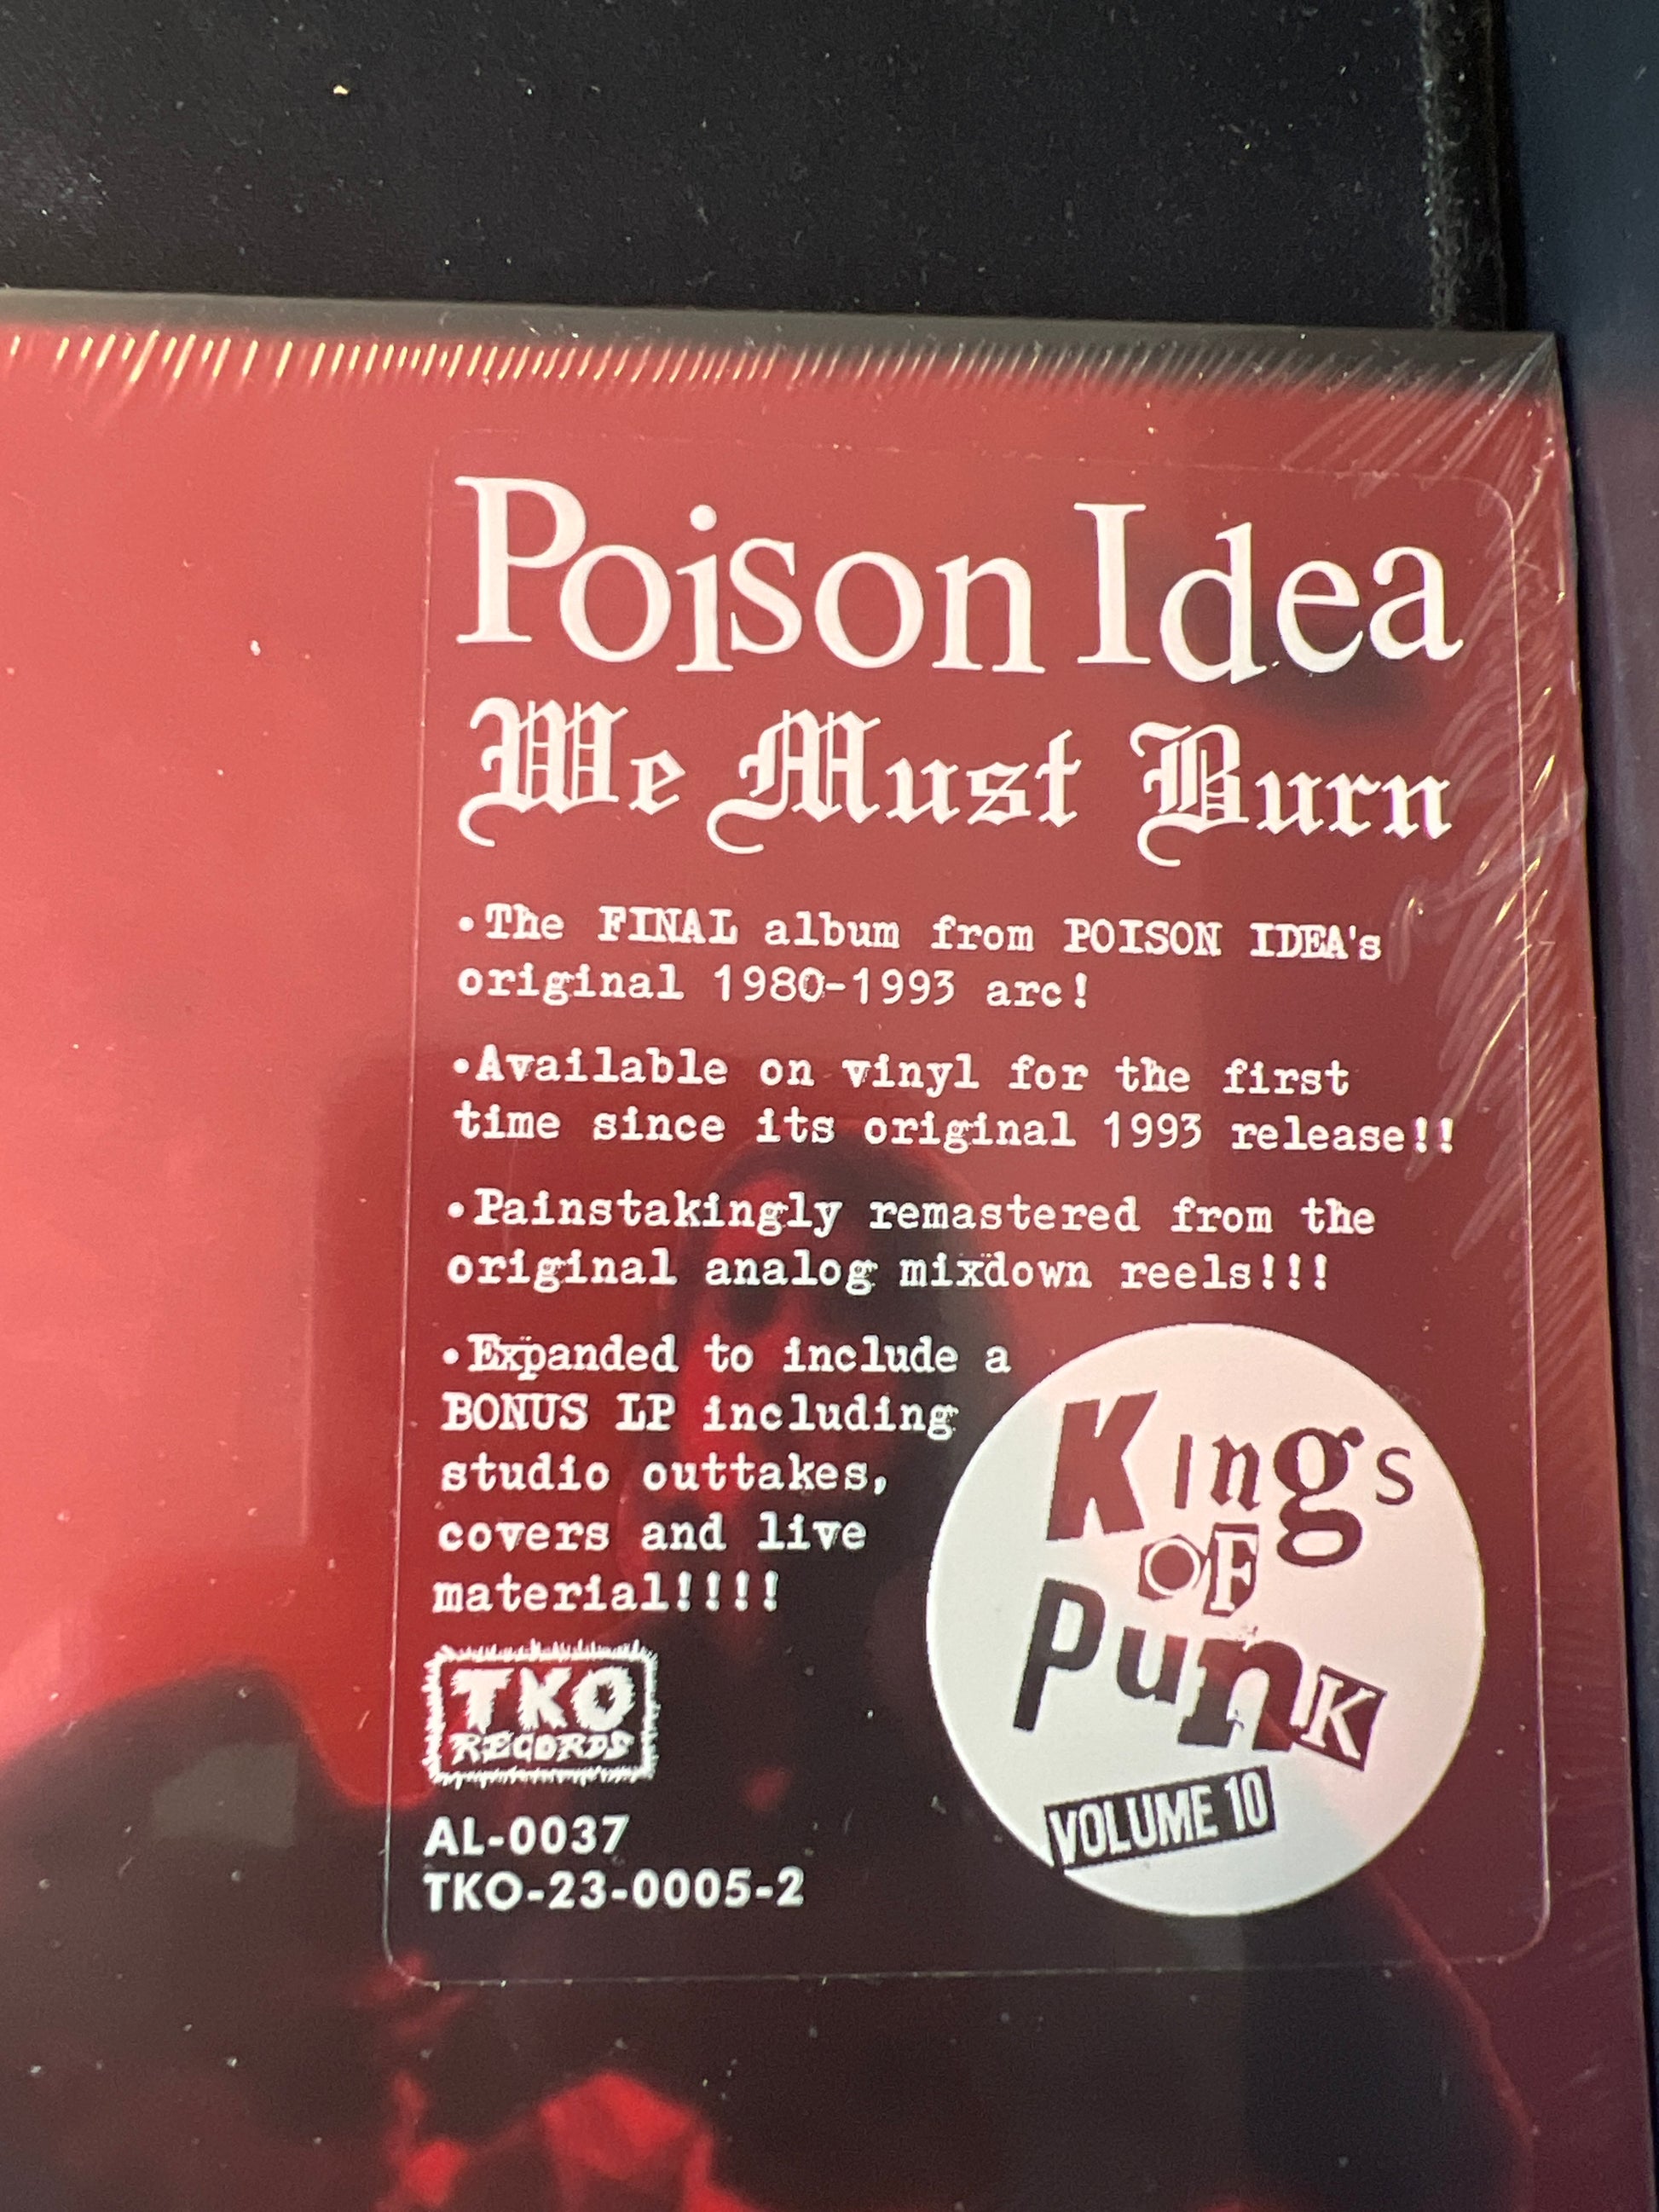 Poison Idea
We Must Burn
•The FINAL album from POISON IDEA's
original 1980-1993 arc!
•Available on vinyl for the first
time since its original 1993 release!!
•Painstakingly remastered from the
original analog mixdown reels!!!
•Expanded to include a
BONUS LP including
studio outtakes,
covers and live
material!!!!
Kings
OF
Punk
VOLUME 10
TKO
RECORDS
AL-0037
TKO-23-0005-2